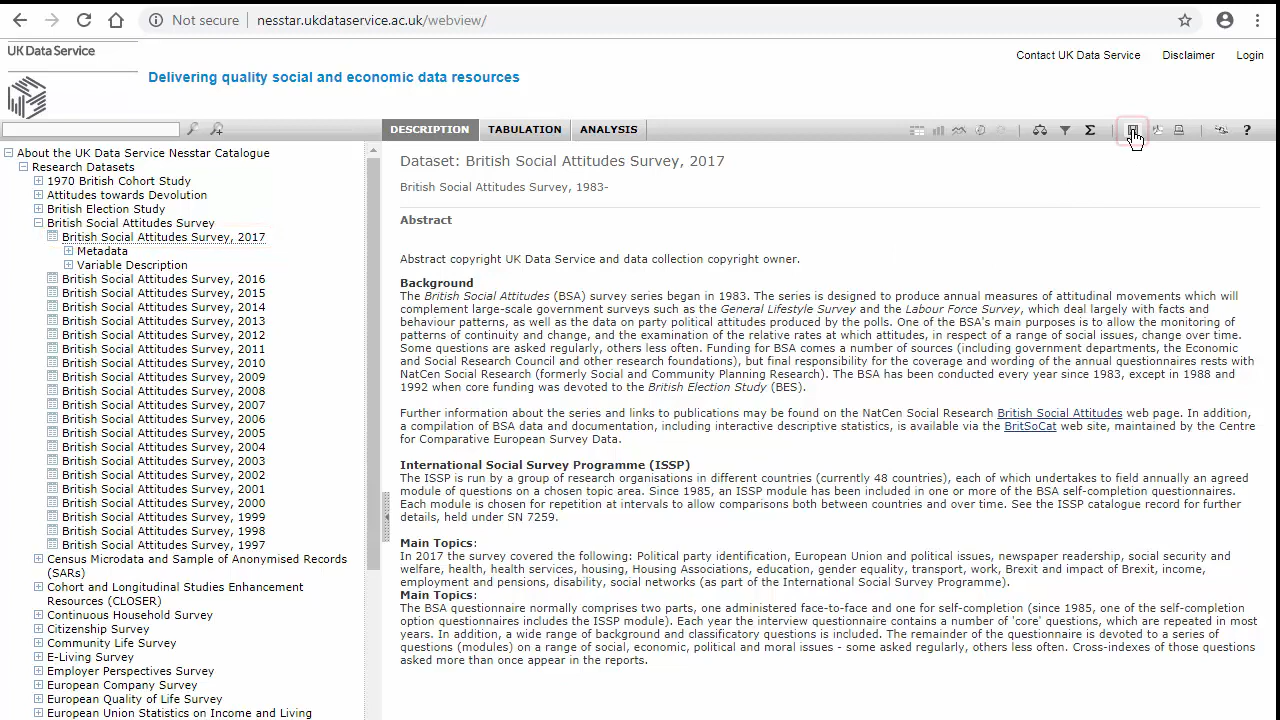 Not secure nesstar.ukdataservice.ac.uk/webview/
UK Data Service
Contact UK Data Service Disclaimer Login
Delivering quality social and economic data resources
DESCRIPTION TABULATION ANALYSIS
About the UK Data Service Nesstar Catalogue
Research Datasets
1970 British Cohort Study
Attitudes towards Devolution
British Election Study
British Social Attitudes Survey
British Social Attitudes Survey, 2017
Metadata
Variable Description
British Social Attitudes Survey, 2016
British Social Attitudes Survey, 2015
British Social Attitudes Survey, 2014
British Social Attitudes Survey, 2013
British Social Attitudes Survey, 2012
British Social Attitudes Survey, 2011
British Social Attitudes Survey, 2010
British Social Attitudes Survey, 2009
British Social Attitudes Survey, 2008
British Social Attitudes Survey, 2007
British Social Attitudes Survey, 2006
British Social Attitudes Survey, 2005
British Social Attitudes Survey, 2004
British Social Attitudes Survey, 2003
British Social Attitudes Survey, 2002
British Social Attitudes Survey, 2001
British Social Attitudes Survey, 2000
British Social Attitudes Survey, 1999
British Social Attitudes Survey, 1998
British Social Attitudes Survey, 1997
Census Microdata and Sample of Anonymised Records
(SARs)
Cohort and Longitudinal Studies Enhancement
Resources (CLOSER)
Continuous Household Survey
Citizenship Survey
Community Life Survey
E-Living Survey
Employer Perspectives Survey
European Company Survey
European Quality of Life Survey
European Union Statistics on Income and Living
Dataset: British Social Attitudes Survey, 2017
British Social Attitudes Survey, 1983-
Abstract
Abstract copyright UK Data Service and data collection copyright owner.
Background
The British Social Attitudes (BSA) survey series began in 1983. The series is designed to produce annual measures of attitudinal movements which will
complement large-scale government surveys such as the General Lifestyle Survey and the Labour Force Survey, which deal largely with facts and
behaviour patterns, as well as the data on party political attitudes produced by the polls. One of the BSA's main purposes is to allow the monitoring of
patterns of continuity and change, and the examination of the relative rates at which attitudes, in respect of a range of social issues, change over time.
Some questions are asked regularly, others less often. Funding for BSA comes a number of sources (including government departments, the Economic
and Social Research Council and other research foundations), but final responsibility for the coverage and wording of the annual questionnaires rests with
NatCen Social Research (formerly Social and Community Planning Research). The BSA has been conducted every year since 1983, except in 1988 and
1992 when core funding was devoted to the British Election Study (BES).
Further information about the series and links to publications may be found on the NatCen Social Research British Social Attitudes web page. In addition,
a compilation of BSA data and documentation, including interactive descriptive statistics, is available via the BritSoCat web site, maintained by the Centre
for Comparative European Survey Data.
International Social Survey Programme (ISSP)
The ISSP is run by a group of research organisations in different countries (currently 48 countries), each of which undertakes to field annually an agreed
module of questions on a chosen topic area. Since 1985, an ISSP module has been included in one or more of the BSA self-completion questionnaires.
Each module is chosen for repetition at intervals to allow comparisons both between countries and over time. See the ISSP catalogue record for further
details, held under SN 7259.
Main Topics:
In 2017 the survey covered the following: Political party identification, European Union and political issues, newspaper readership, social security and
welfare, health, health services, housing, Housing Associations, education, gender equality, transport, work, Brexit and impact of Brexit, income,
employment and pensions, disability, social networks (as part of the International Social Survey Programme).
Main Topics:
The BSA questionnaire normally comprises two parts, one administered face-to-face and one for self-completion (since 1985, one of the self-completion
option questionnaires includes the ISSP module). Each year the interview questionnaire contains a number of 'core' questions, which are repeated in most
years. In addition, a wide range of background and classificatory questions is included. The remainder of the questionnaire is devoted to a series of
questions (modules) on a range of social, economic, political and moral issues - some asked regularly, others less often. Cross-indexes of those questions
asked more than once appear in the reports.